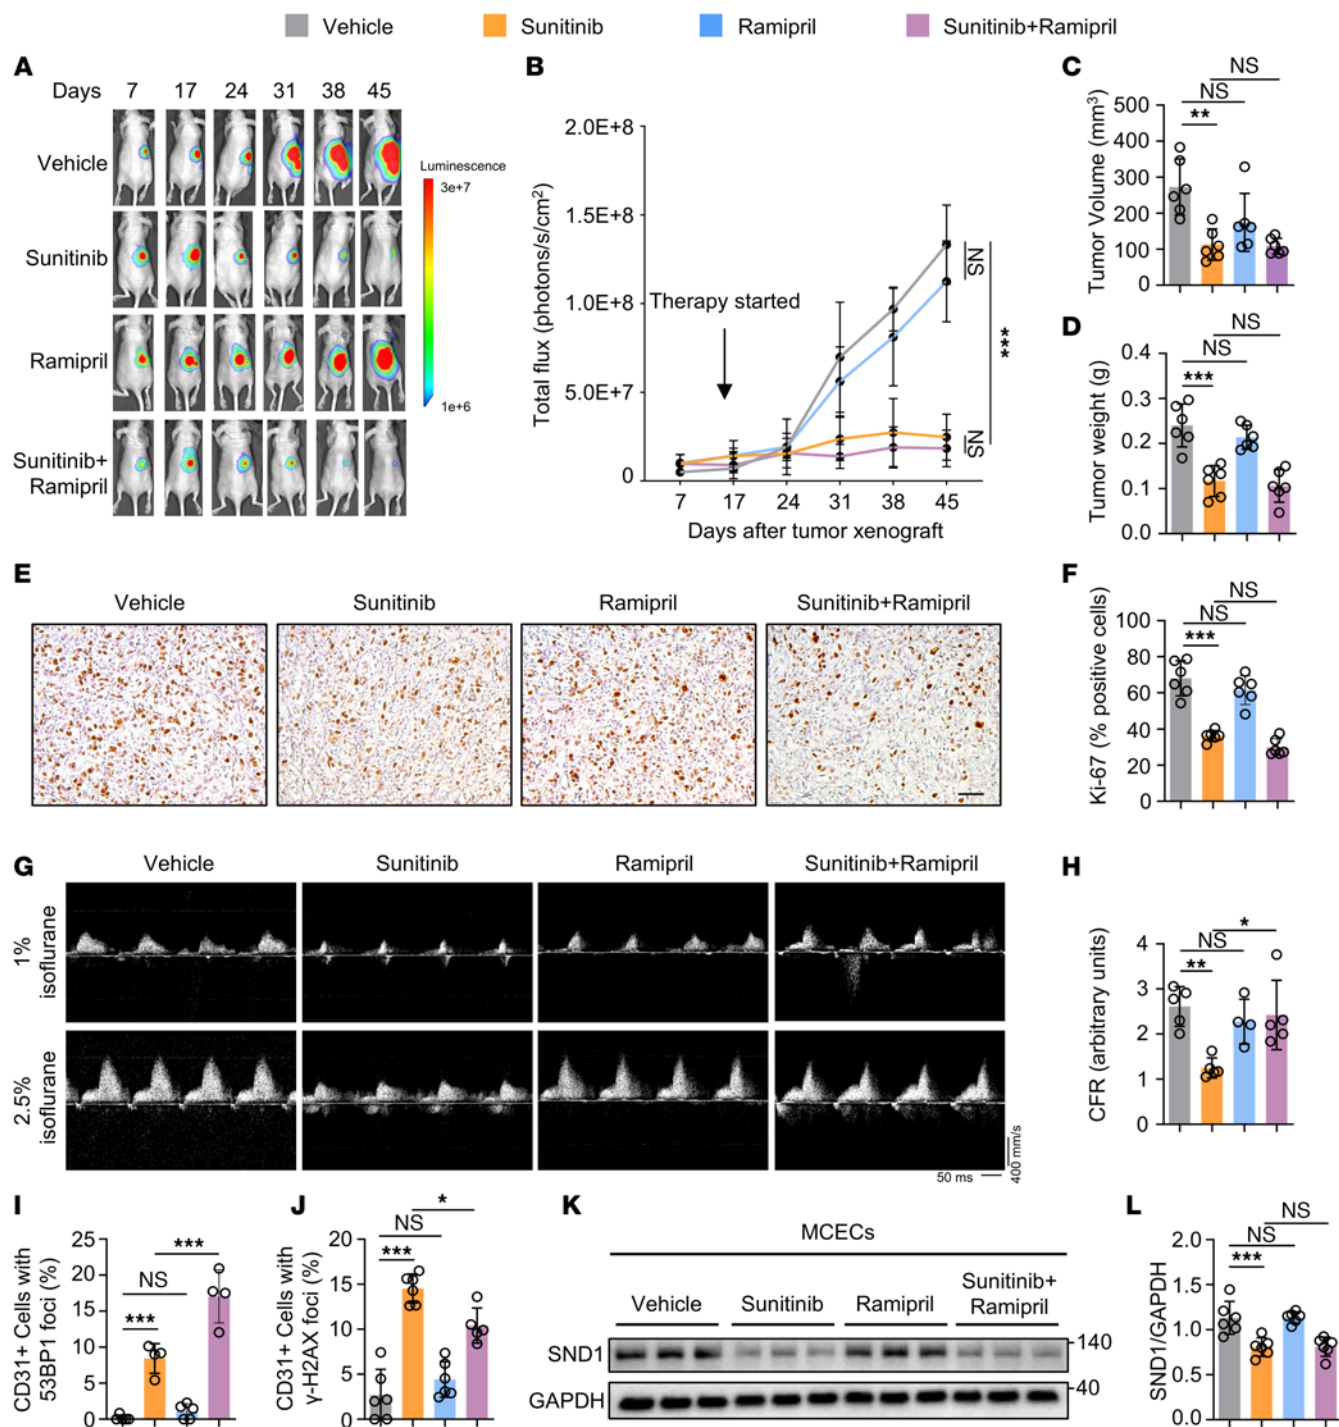 Vehicle Sunitinib Ramipril Sunitinib+Ramipril
A
Days 7 17 24 31 38 45
Vehicle
Sunitinib
Ramipril
Sunitinib+
Ramipril
Luminescence
3e+7
1e+6
B
Total flux (photons/s/cm²)
2.0E+8
1.5E+8
1.0E+8
5.0E+7
0
Therapy started
NS
***
NS
7 17 24 31 38 45
Days after tumor xenograft
C
Tumor Volume (mm³)
NS
NS
**
500
400
300
200
100
0
D
Tumor weight (g)
NS
NS
***
0.4
0.3
0.2
0.1
0.0
E
Vehicle Sunitinib Ramipril Sunitinib+Ramipril
F
Ki-67 (% positive cells)
NS
NS
***
100
80
60
40
20
0
G
Vehicle Sunitinib Ramipril Sunitinib+Ramipril
1%
isoflurane
2.5%
isoflurane
50 ms
400 mm/s
H
CFR (arbitrary units)
*
NS
**
4
3
2
1
0
I
CD31+ Cells with
53BP1 foci (%)
***
NS
***
25
20
15
10
5
0
J
CD31+ Cells with
γ-H2AX foci (%)
*
NS
***
20
15
10
5
0
K
MCECs
Vehicle Sunitinib Ramipril Sunitinib+
Ramipril
SND1
140
GAPDH
40
L
SND1/GAPDH
NS
NS
***
2.0
1.5
1.0
0.5
0.0